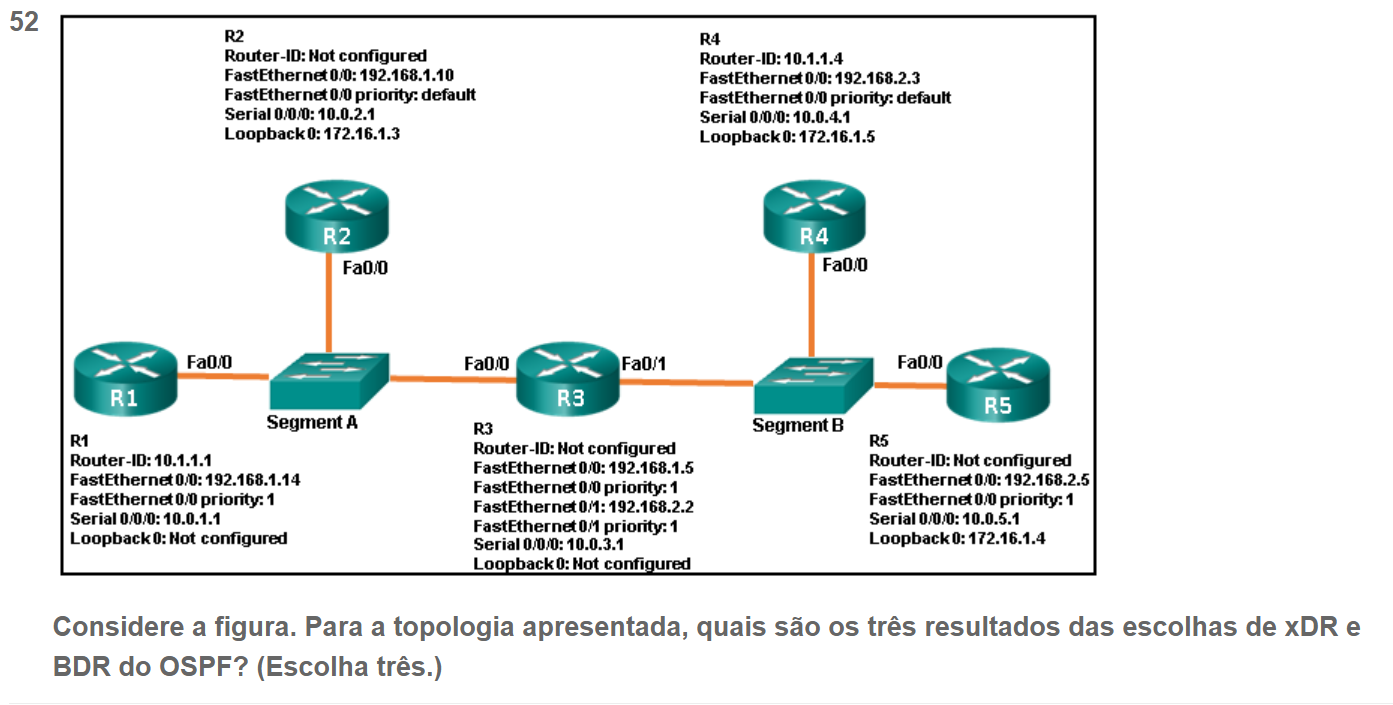 52
R2
Router-ID: Not configured
FastEthernet 0/0: 192.168.1.10
FastEthernet 0/0 priority: default
Serial 0/0/0: 10.0.2.1
Loopback 0: 172.16.1.3
R4
Router-ID: 10.1.1.4
FastEthernet 0/0: 192.168.2.3
FastEthernet 0/0 priority: default
Serial 0/0/0: 10.0.4.1
Loopback 0: 172.16.1.5
R2
Fa0/0
R4
Fa0/0
R1
Fa0/0
Segment A
Fa0/0
R3
Fa0/1
Segment B
Fa0/0
R5
R1
Router-ID: 10.1.1.1
FastEthernet 0/0: 192.168.1.14
FastEthernet 0/0 priority: 1
Serial 0/0/0: 10.0.1.1
Loopback 0: Not configured
R3
Router-ID: Not configured
FastEthernet 0/0: 192.168.1.5
FastEthernet 0/0 priority: 1
FastEthernet 0/1: 192.168.2.2
FastEthernet 0/1 priority: 1
Serial 0/0/0: 10.0.3.1
Loopback 0: Not configured
R5
Router-ID: Not configured
FastEthernet 0/0: 192.168.2.5
FastEthernet 0/0 priority: 1
Serial 0/0/0: 10.0.5.1
Loopback 0: 172.16.1.4
Considere a figura. Para a topologia apresentada, quais são os três resultados das escolhas de xDR e
BDR do OSPF? (Escolha três.)